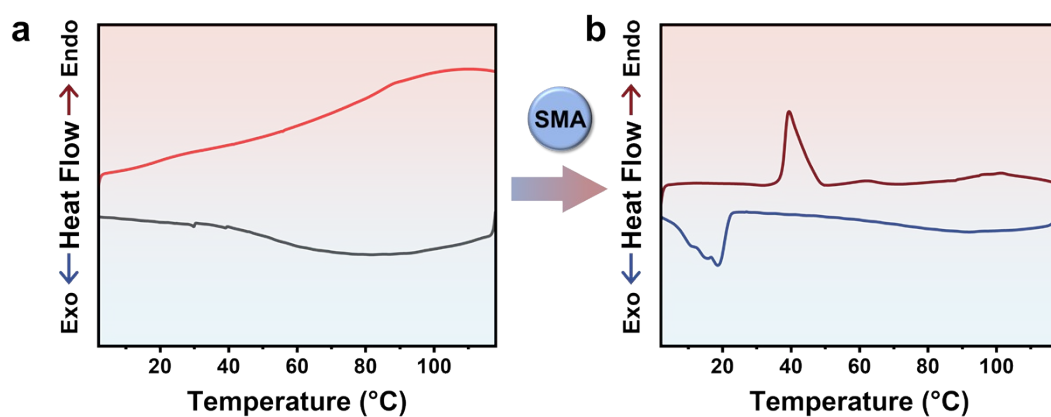 a
Exo ← Heat Flow → Endo
20 40 60 80 100
Temperature (°C)
SMA
b
Exo ← Heat Flow → Endo
20 40 60 80 100
Temperature (°C)